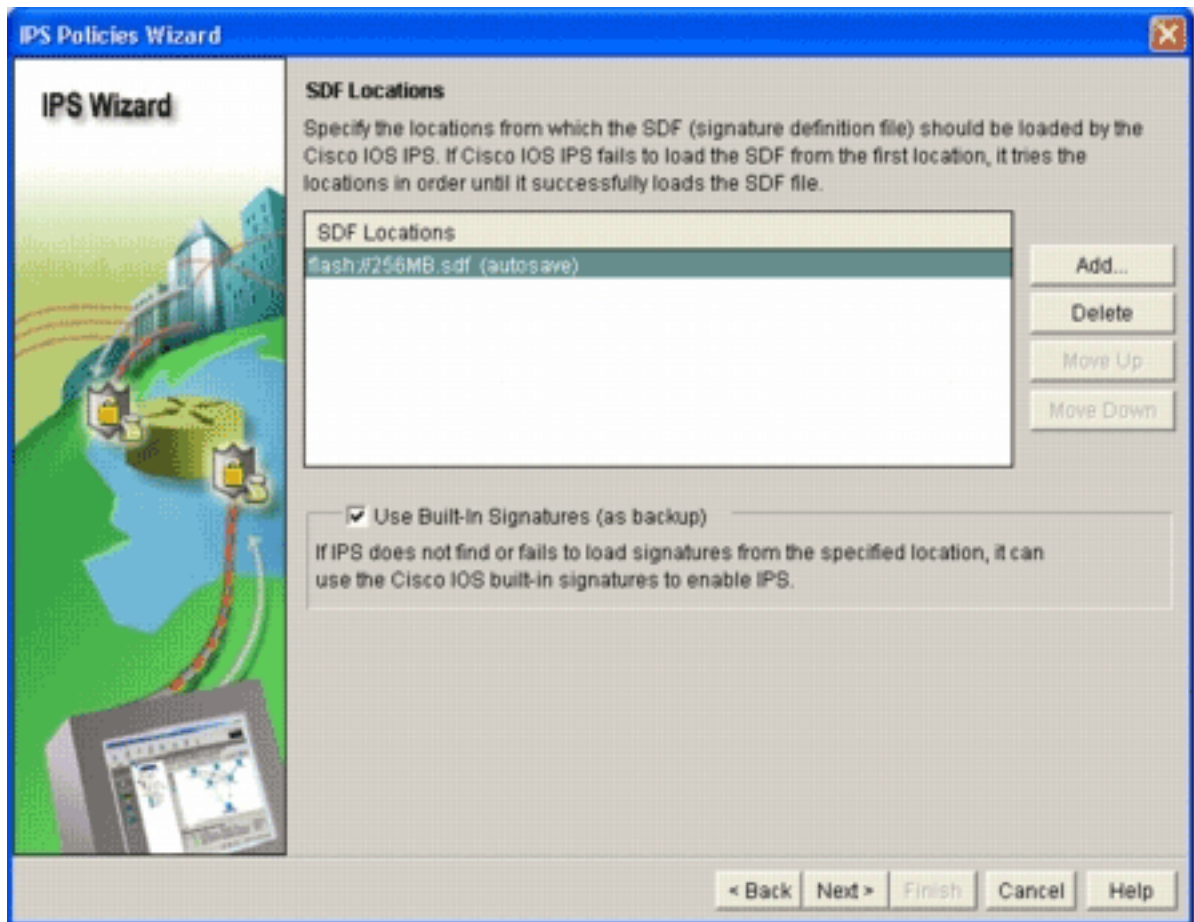 IPS Policies Wizard
IPS Wizard
SDF Locations
Specify the locations from which the SDF (signature definition file) should be loaded by the
Cisco IOS IPS. If Cisco IOS IPS fails to load the SDF from the first location, it tries the
locations in order until it successfully loads the SDF file.
SDF Locations
flash://256MB.sdf (autosave)
Add...
Delete
Move Up
Move Down
Use Built-In Signatures (as backup)
If IPS does not find or fails to load signatures from the specified location, it can
use the Cisco IOS built-in signatures to enable IPS.
< Back
Next >
Finish
Cancel
Help